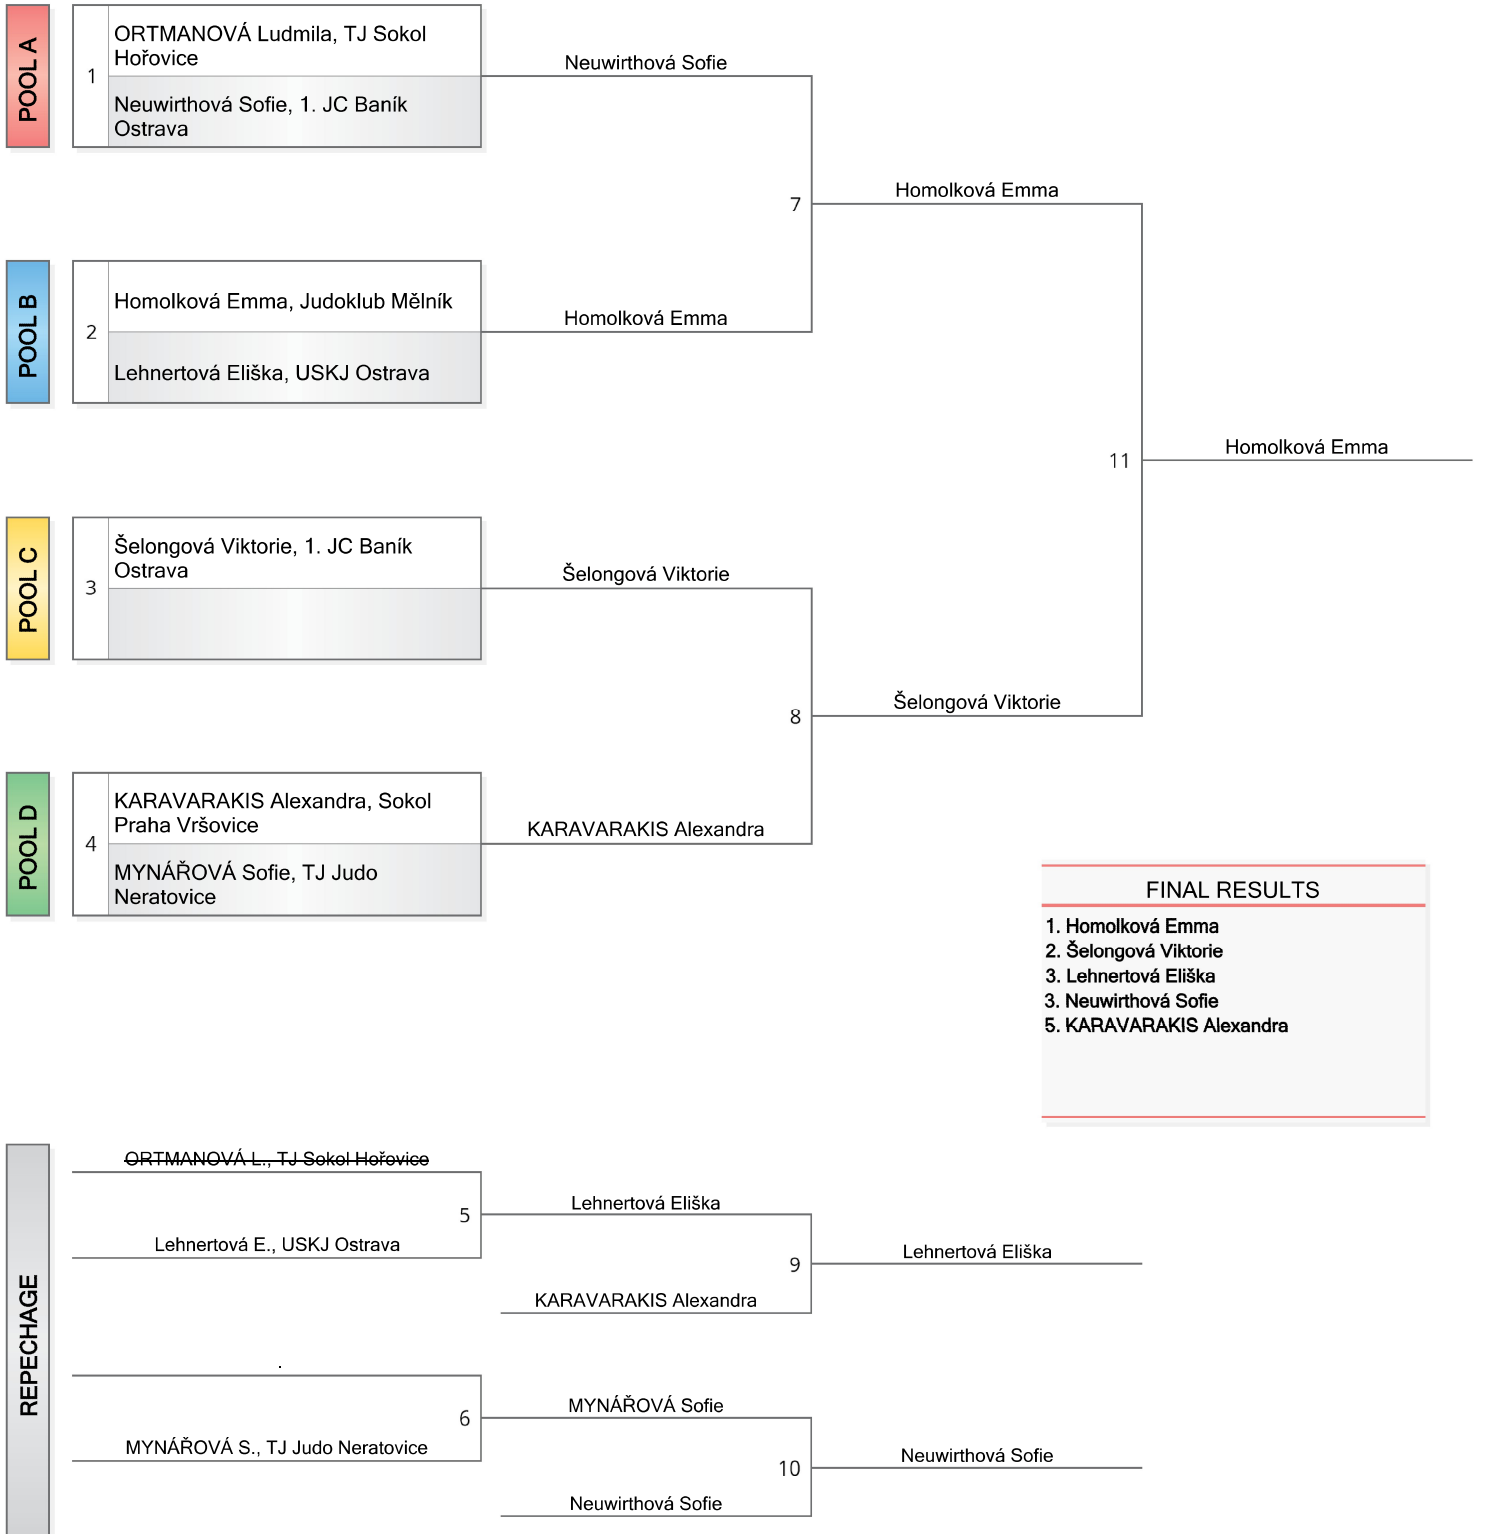 POOL A
1
ORTMANOVÁ Ludmila, TJ Sokol
Hořovice
Neuwirthová Sofie, 1. JC Baník
Ostrava
Neuwirthová Sofie
7
Homolková Emma
POOL B
2
Homolková Emma, Judoklub Mělník
Lehnertová Eliška, USKJ Ostrava
Homolková Emma
11
Homolková Emma
POOL C
3
Šelongová Viktorie, 1. JC Baník
Ostrava
Šelongová Viktorie
8
Šelongová Viktorie
POOL D
4
KARAVARAKIS Alexandra, Sokol
Praha Vršovice
MYNÁŘOVÁ Sofie, TJ Judo
Neratovice
KARAVARAKIS Alexandra
FINAL RESULTS
1. Homolková Emma
2. Šelongová Viktorie
3. Lehnertová Eliška
3. Neuwirthová Sofie
5. KARAVARAKIS Alexandra
REPECHAGE
ORTMANOVÁ L., TJ Sokol Hořovice
5
Lehnertová E., USKJ Ostrava
Lehnertová Eliška
9
Lehnertová Eliška
KARAVARAKIS Alexandra
.
6
MYNÁŘOVÁ S., TJ Judo Neratovice
MYNÁŘOVÁ Sofie
10
Neuwirthová Sofie
Neuwirthová Sofie